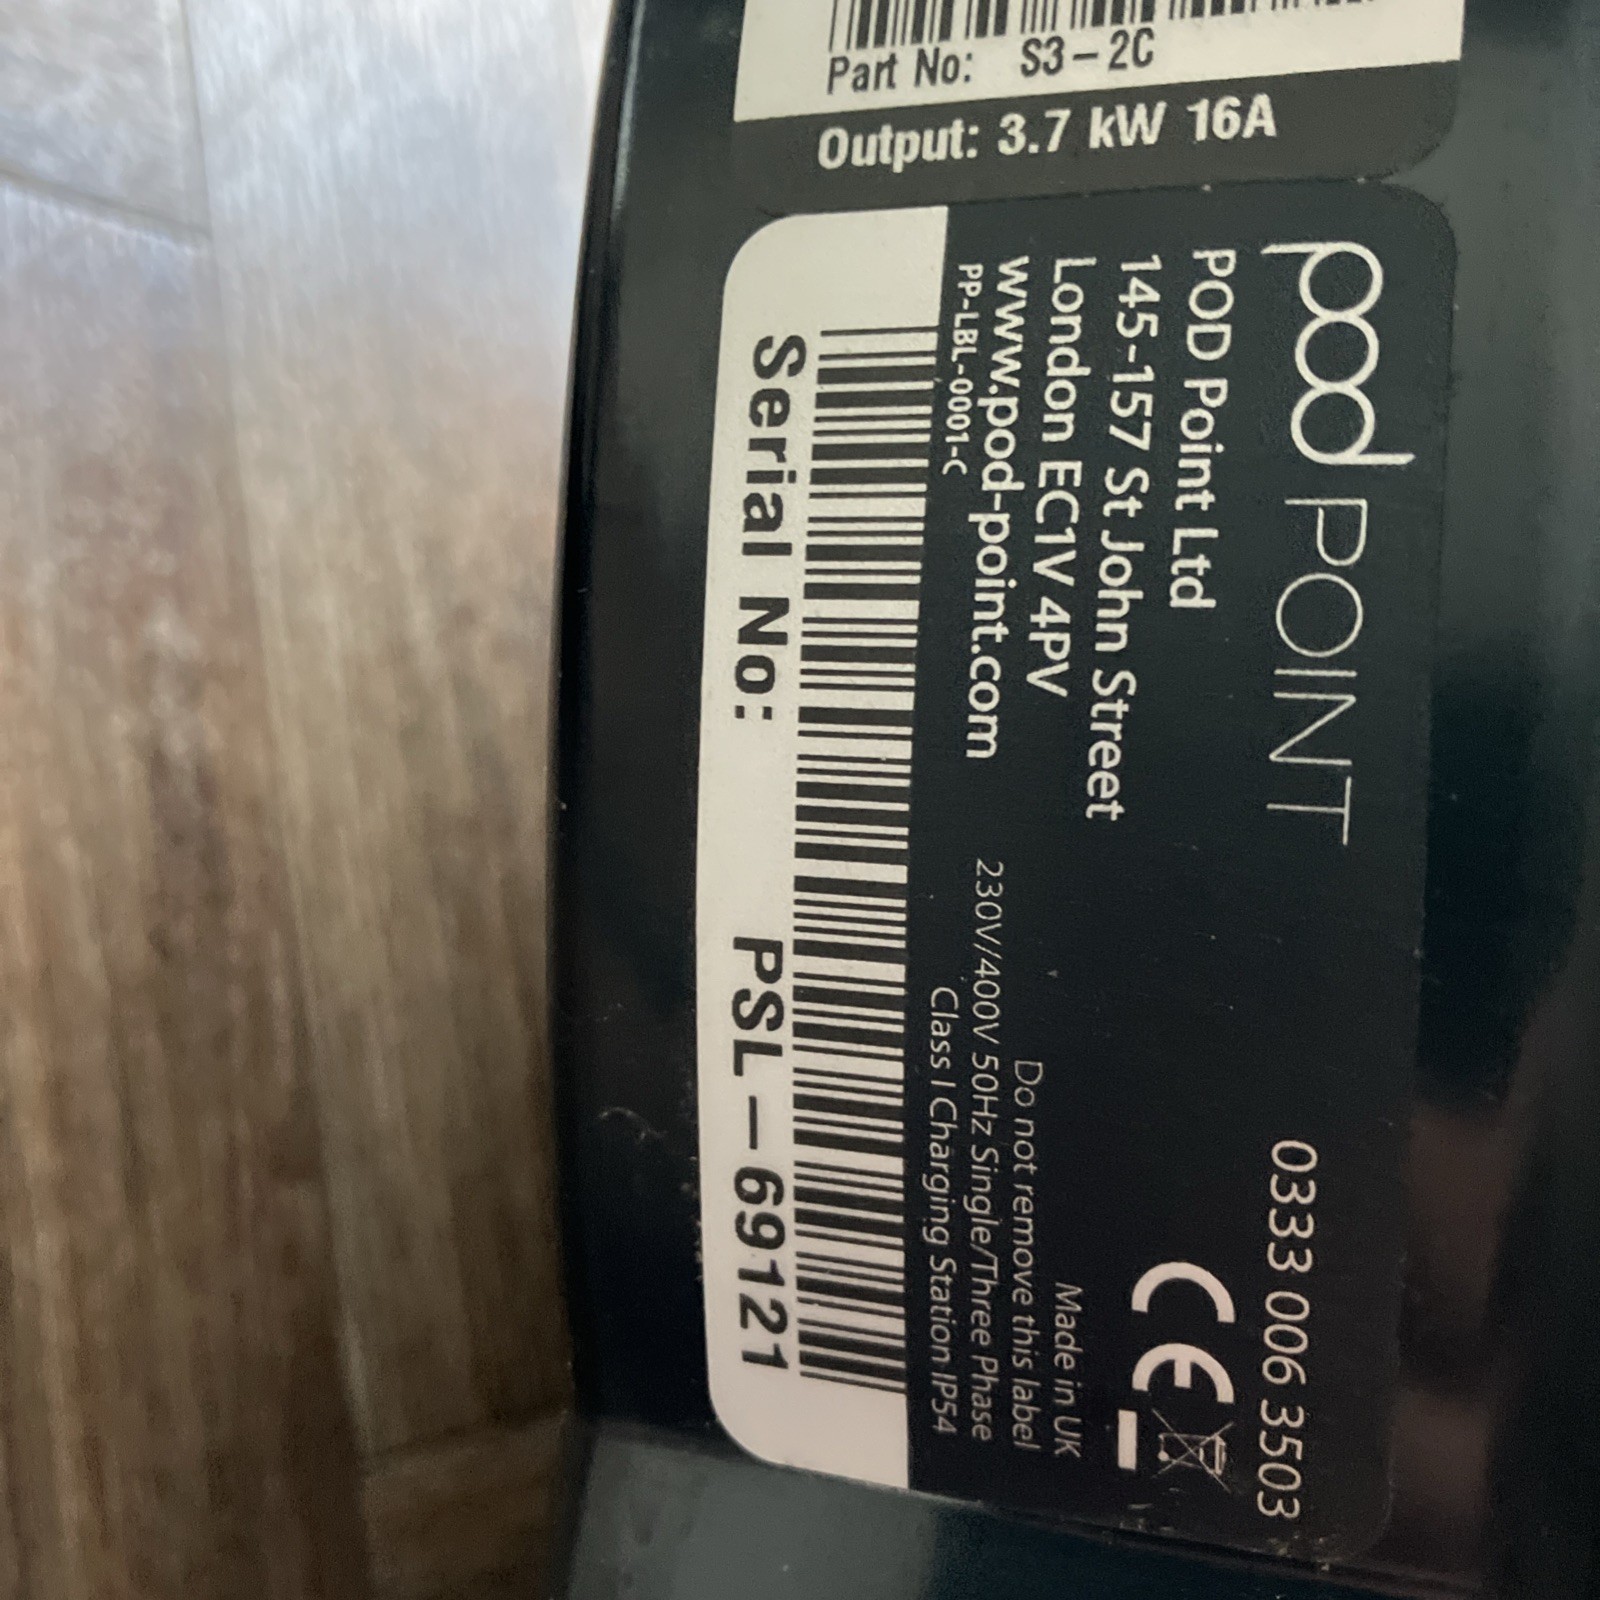 Part No: S3-2C
Output: 3.7 kW 16A
pod POINT
0333 006 3503
POD Point Ltd
145-157 St John Street
London EC1V 4PV
www.pod-point.com
PP-LBL-0001-C
CE
Made in UK
Do not remove this label
230V/400V 50Hz Single/Three Phase
Class I Charging Station IP54
Serial No: PSL-69121